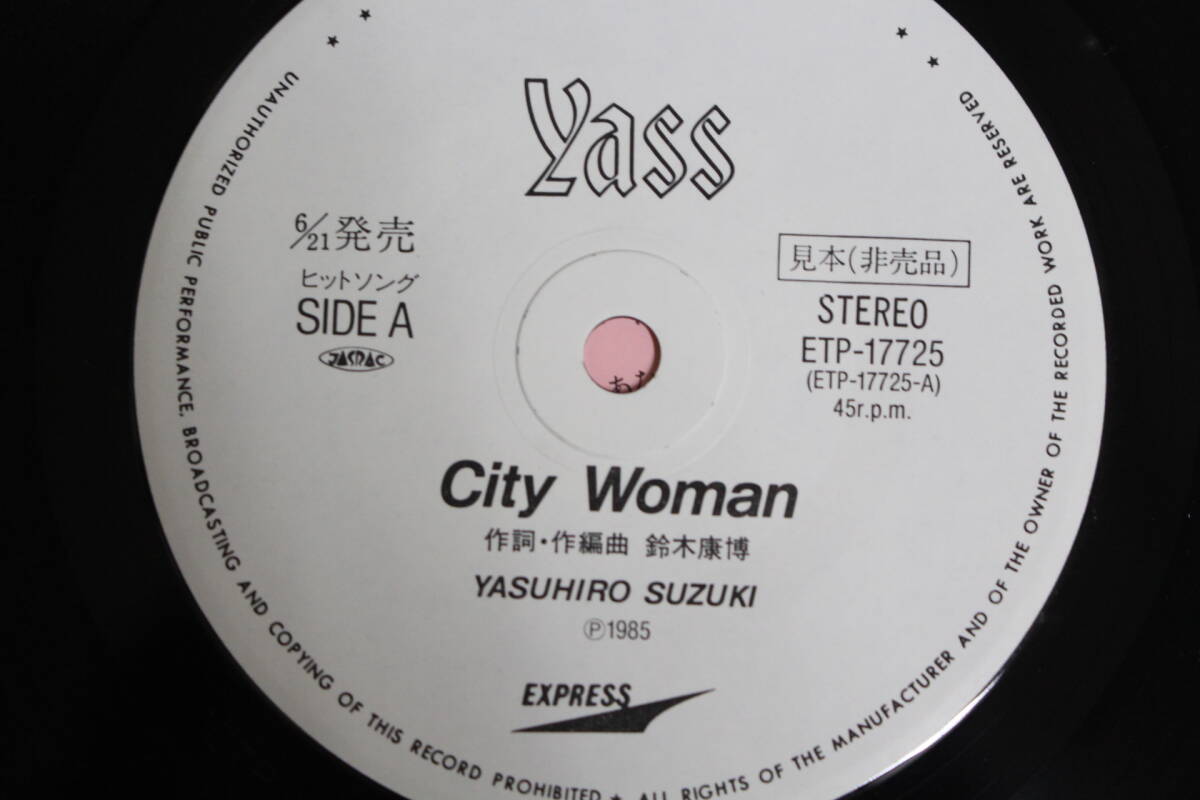 Yass
6/21発売
ヒットソング
SIDE A
JASRAC
見本(非売品)
STEREO
ETP-17725
(ETP-17725-A)
45r.p.m.
City Woman
作詞・作編曲 鈴木康博
YASUHIRO SUZUKI
Ⓟ1985
EXPRESS
UNAUTHORIZED PUBLIC PERFORMANCE, BROADCASTING AND COPYING OF THIS RECORD PROHIBITED ★ ALL RIGHTS OF THE MANUFACTURER AND OF THE OWNER OF THE RECORDED WORK ARE RESERVED